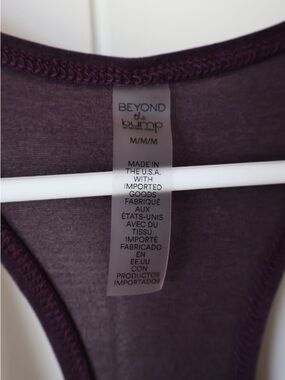 BEYOND
the
bump
M/M/M
MADE IN
THE U.S.A.
WITH
IMPORTED
GOODS
FABRIQUÉ
AUX
ÉTATS-UNIS
AVEC DU
TISSU
IMPORTÉ
FABRICADO
EN
EE.UU
CON
PRODUCTOS
IMPORTADOS